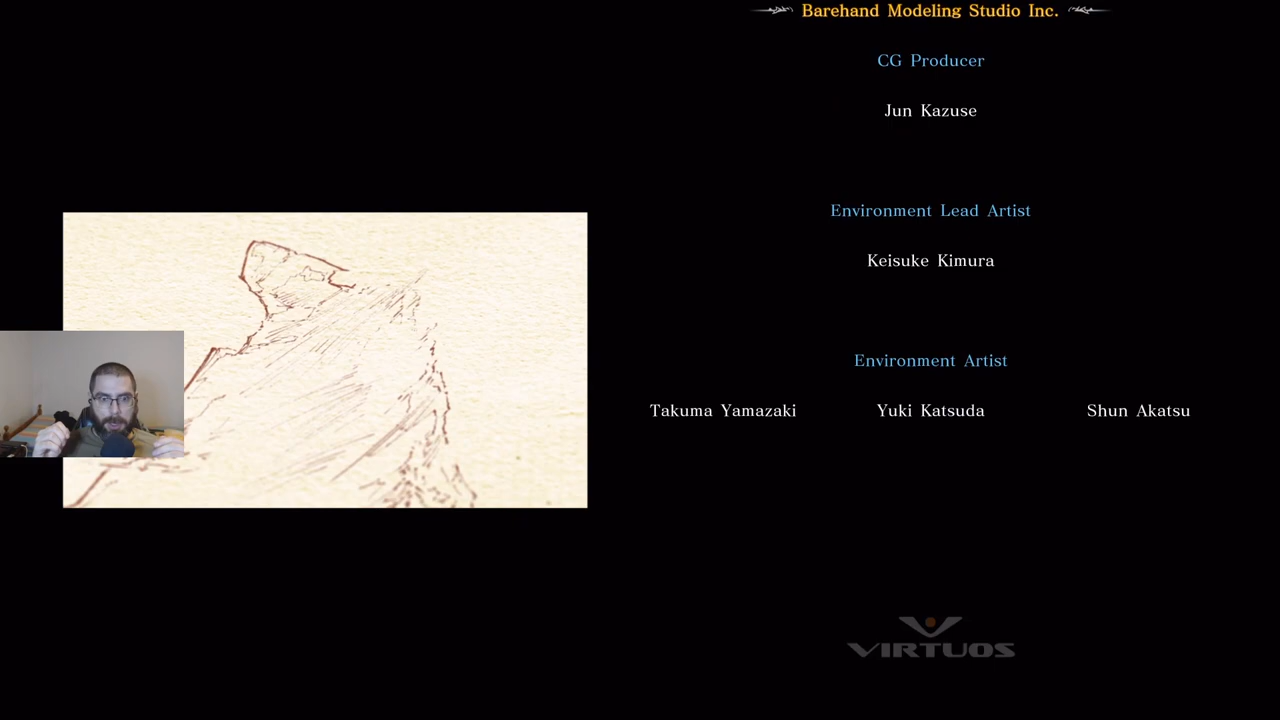 Barehand Modeling Studio Inc.
CG Producer
Jun Kazuse
Environment Lead Artist
Keisuke Kimura
Environment Artist
Takuma Yamazaki Yuki Katsuda Shun Akatsu
VIRTUOS